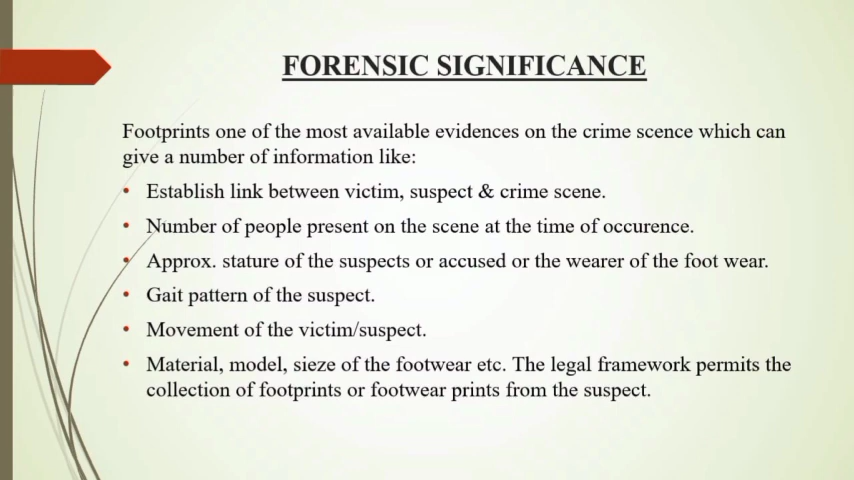 FORENSIC SIGNIFICANCE
Footprints one of the most available evidences on the crime scence which can
give a number of information like:
• Establish link between victim, suspect & crime scene.
• Number of people present on the scene at the time of occurence.
• Approx. stature of the suspects or accused or the wearer of the foot wear.
• Gait pattern of the suspect.
• Movement of the victim/suspect.
• Material, model, sieze of the footwear etc. The legal framework permits the
collection of footprints or footwear prints from the suspect.